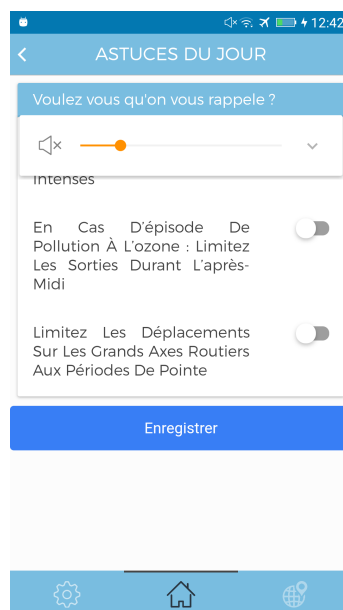 12:42
ASTUCES DU JOUR
Voulez vous qu'on vous rappele ?
Intenses
En Cas D'épisode De
Pollution À L'ozone : Limitez
Les Sorties Durant L'après-
Midi
Limitez Les Déplacements
Sur Les Grands Axes Routiers
Aux Périodes De Pointe
Enregistrer